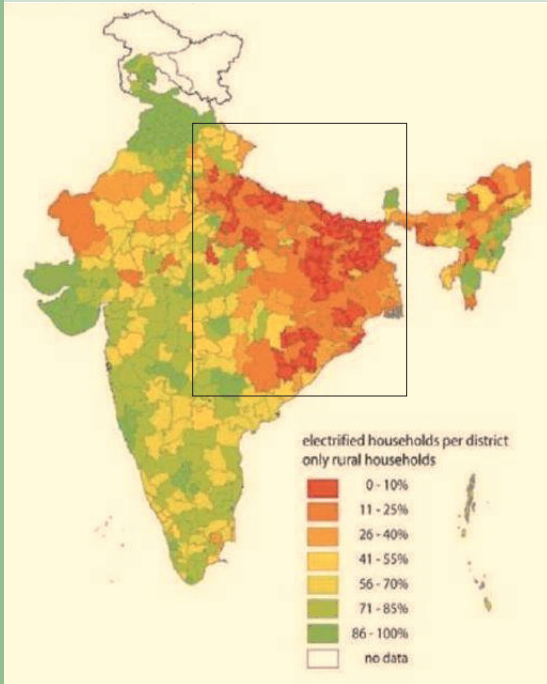 electrified households per district
only rural households
0 - 10%
11 - 25%
26 - 40%
41 - 55%
56 - 70%
71 - 85%
86 - 100%
no data